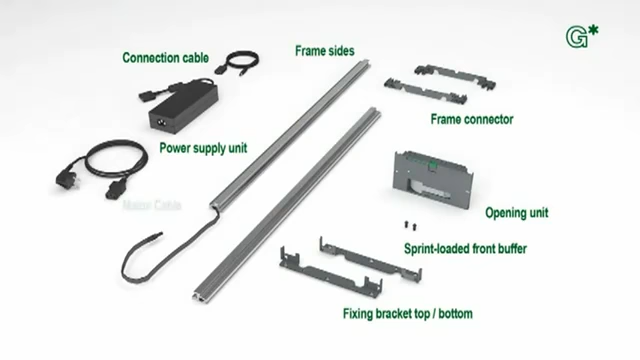 G*
Frame sides
Connection cable
Frame connector
Power supply unit
Motor Cable
Opening unit
Sprint-loaded front buffer
Fixing bracket top / bottom